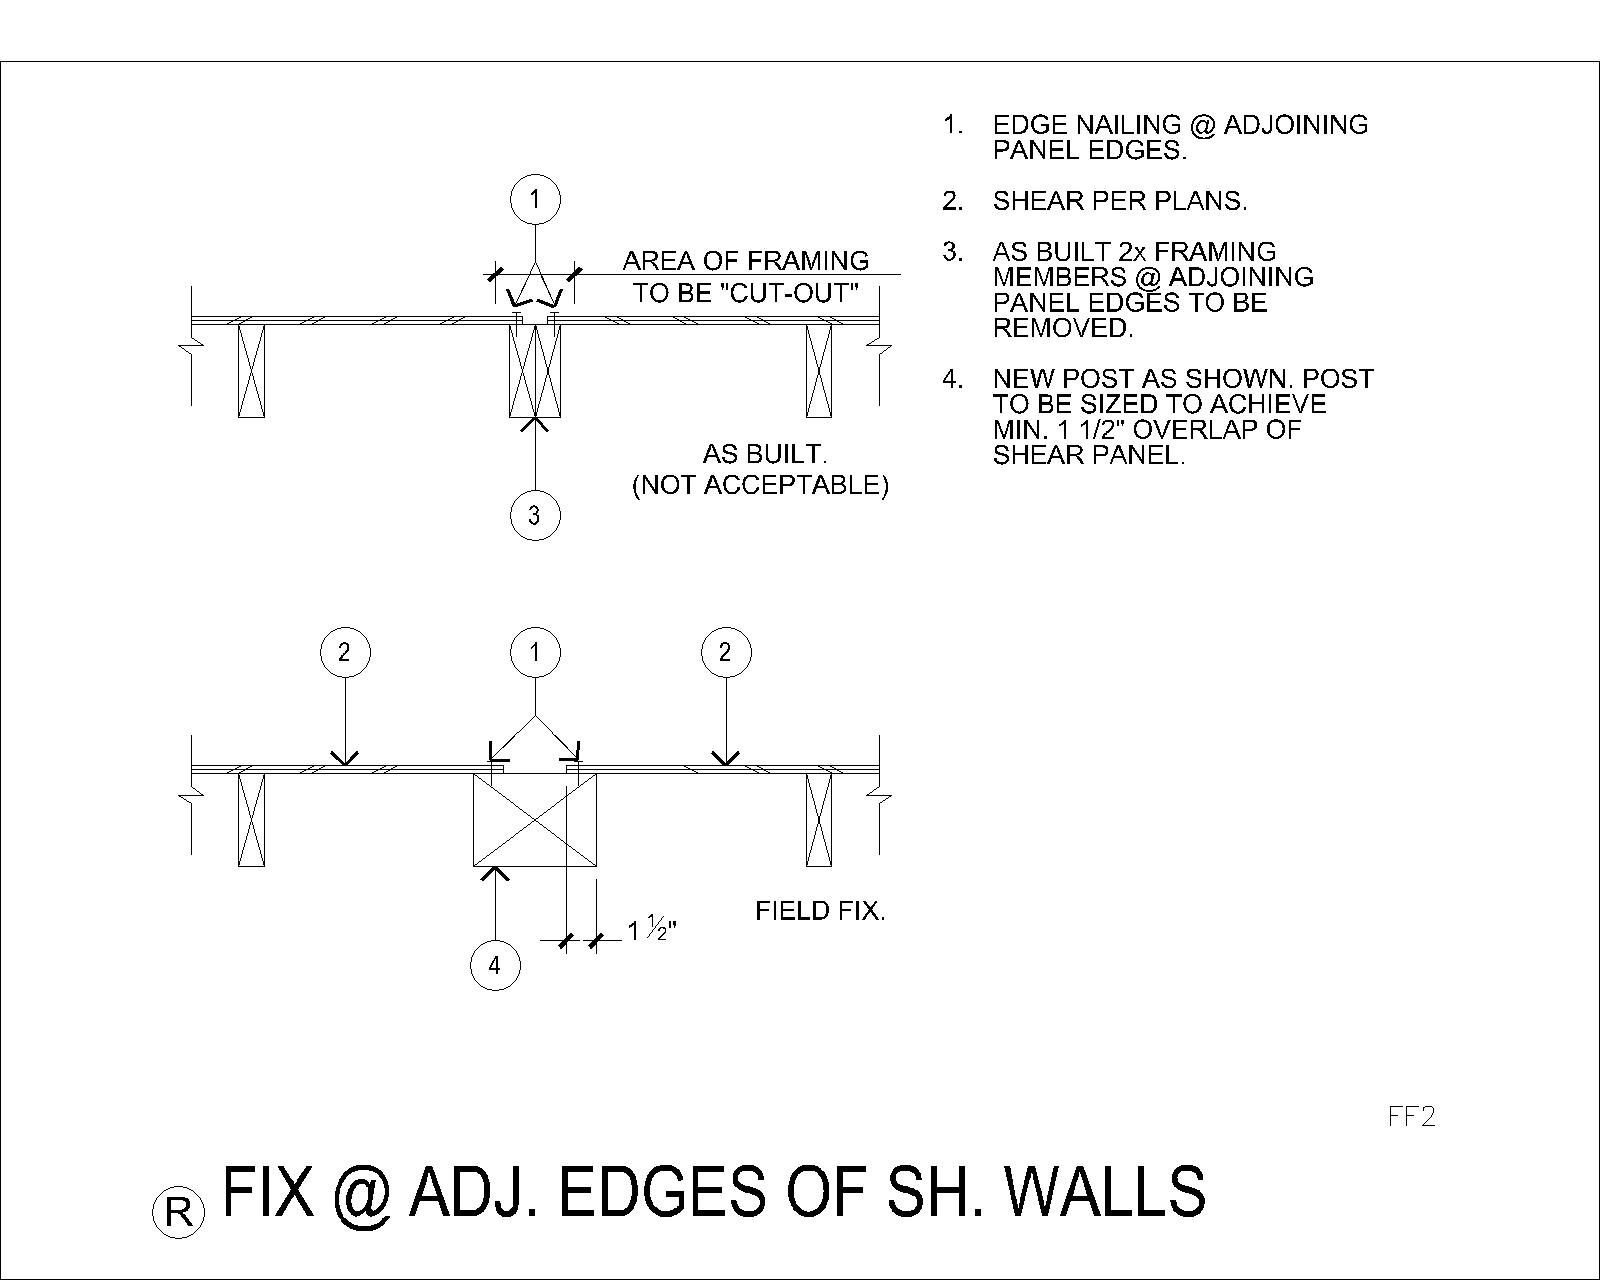 1. EDGE NAILING @ ADJOINING
PANEL EDGES.
2. SHEAR PER PLANS.
3. AS BUILT 2x FRAMING
MEMBERS @ ADJOINING
PANEL EDGES TO BE
REMOVED.
4. NEW POST AS SHOWN. POST
TO BE SIZED TO ACHIEVE
MIN. 1 1/2" OVERLAP OF
SHEAR PANEL.
1
AREA OF FRAMING
TO BE "CUT-OUT"
AS BUILT.
(NOT ACCEPTABLE)
3
2
1
2
FIELD FIX.
1 1/2"
4
FF2
R FIX @ ADJ. EDGES OF SH. WALLS